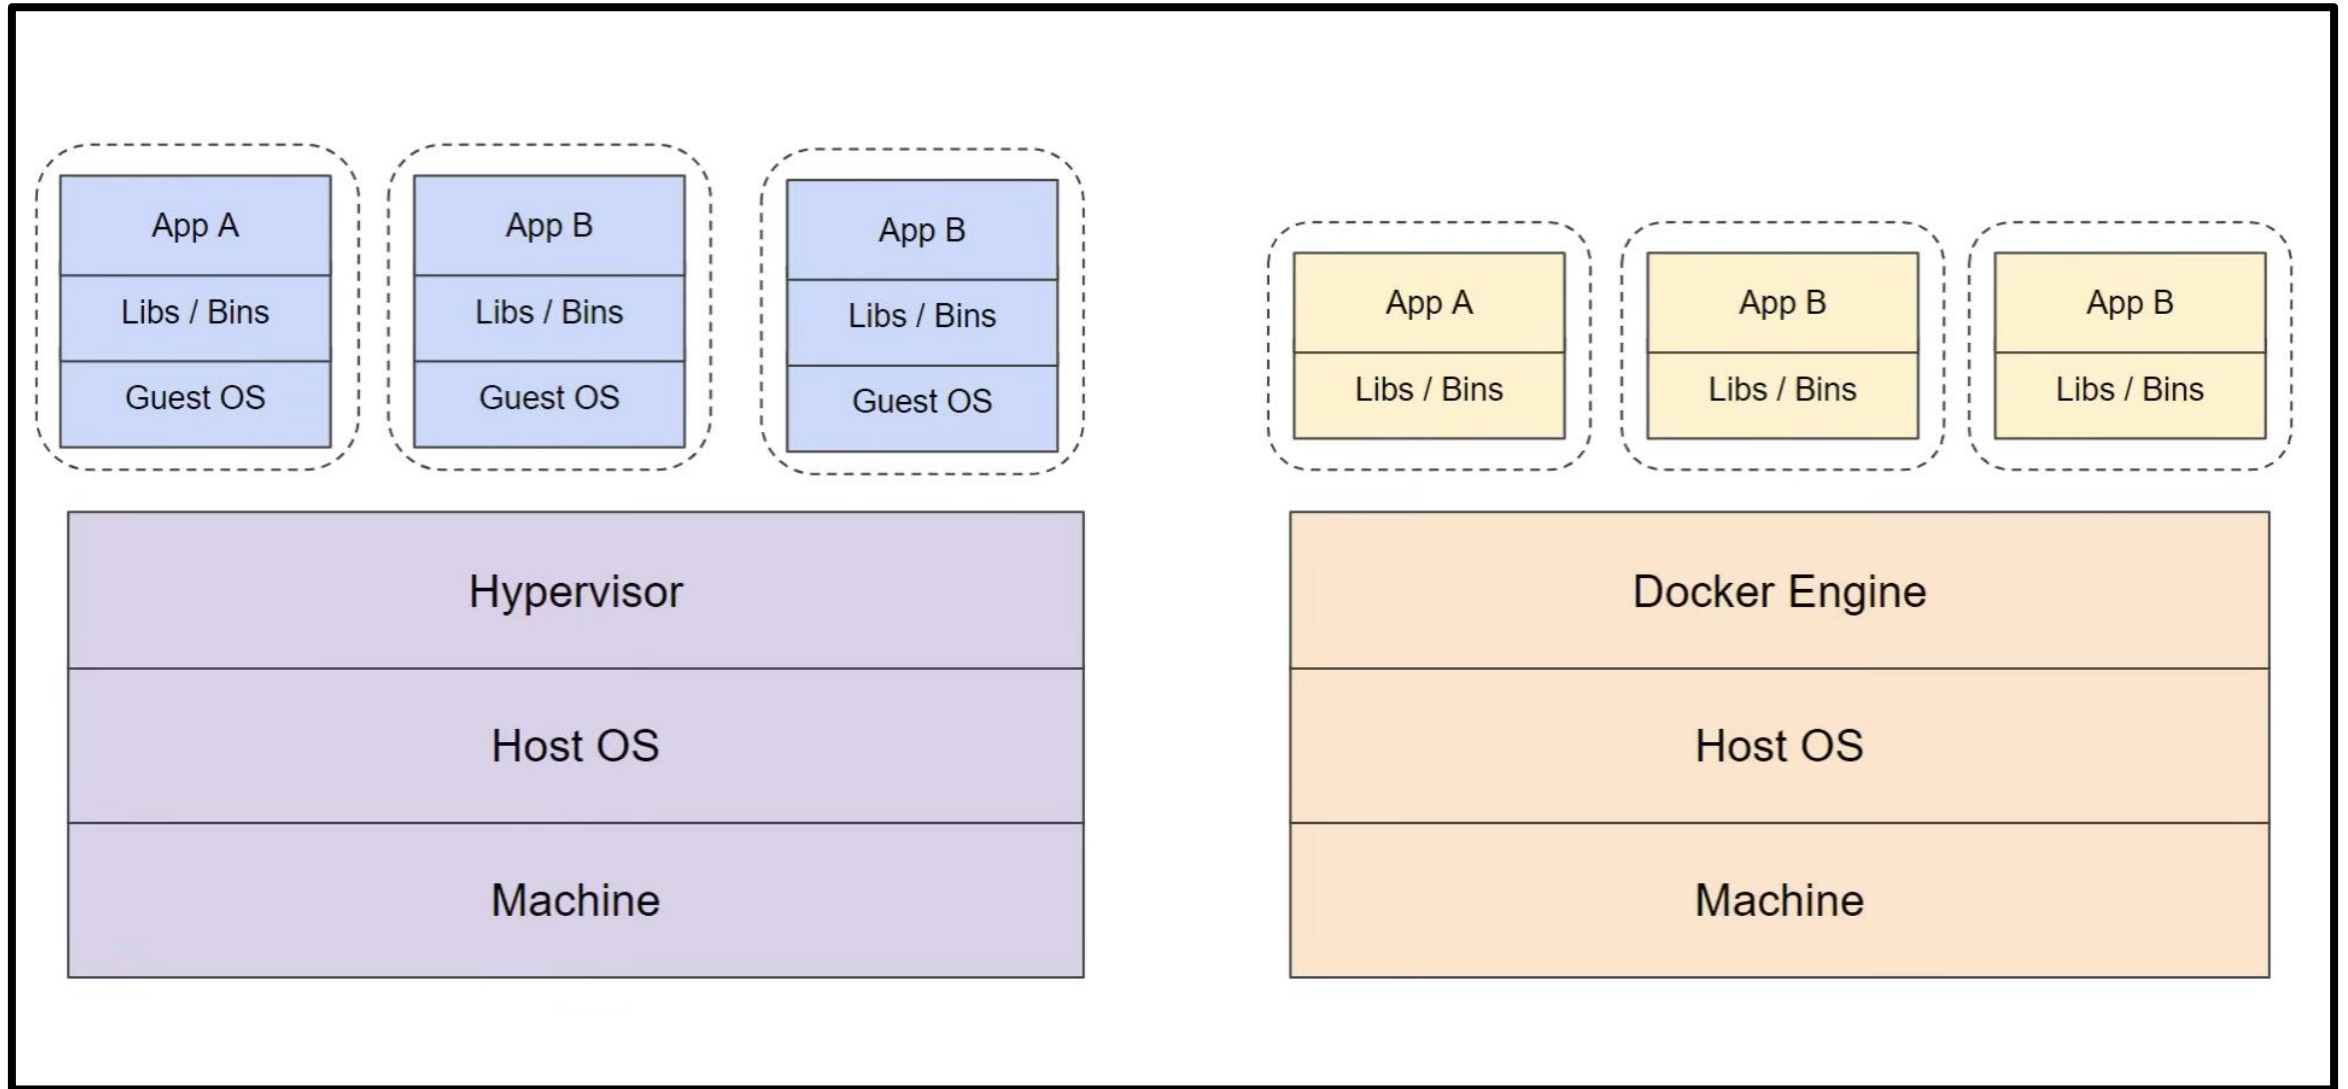 App A
Libs / Bins
Guest OS
App B
Libs / Bins
Guest OS
App B
Libs / Bins
Guest OS
Hypervisor
Host OS
Machine
App A
Libs / Bins
App B
Libs / Bins
App B
Libs / Bins
Docker Engine
Host OS
Machine